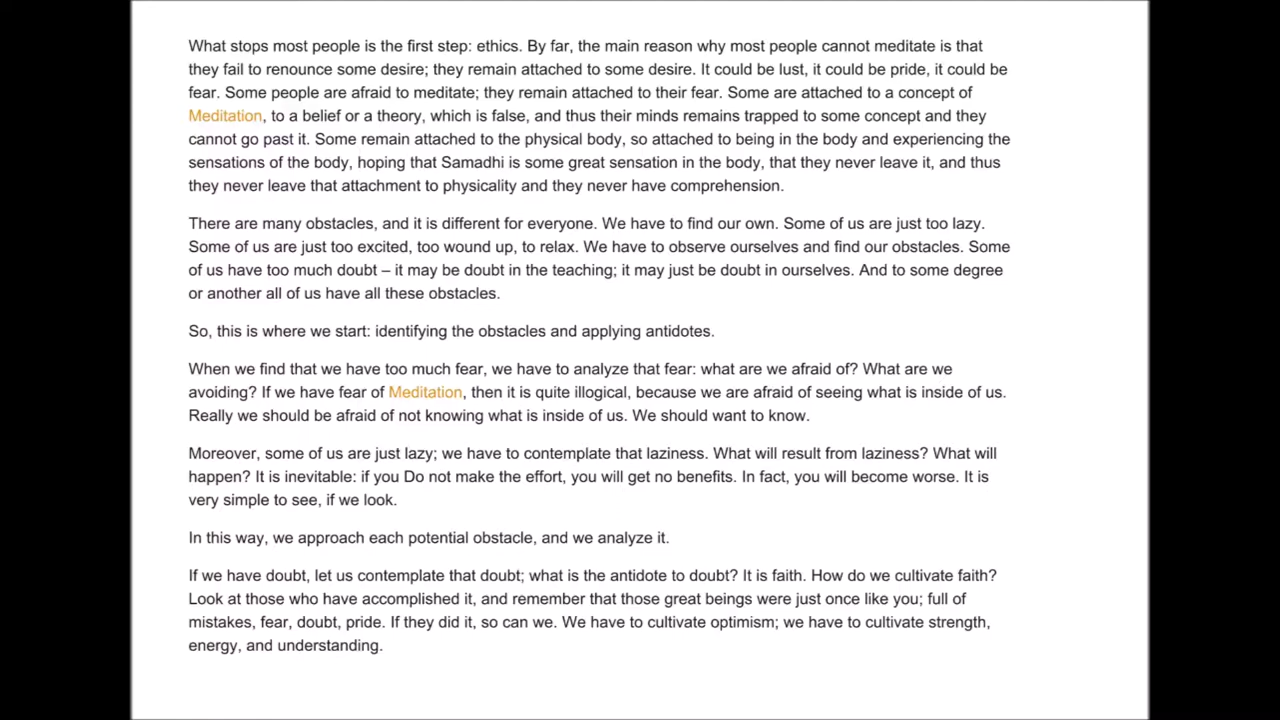 What stops most people is the first step: ethics. By far, the main reason why most people cannot meditate is that
they fail to renounce some desire; they remain attached to some desire. It could be lust, it could be pride, it could be
fear. Some people are afraid to meditate; they remain attached to their fear. Some are attached to a concept of
Meditation, to a belief or a theory, which is false, and thus their minds remains trapped to some concept and they
cannot go past it. Some remain attached to the physical body, so attached to being in the body and experiencing the
sensations of the body, hoping that Samadhi is some great sensation in the body, that they never leave it, and thus
they never leave that attachment to physicality and they never have comprehension.
There are many obstacles, and it is different for everyone. We have to find our own. Some of us are just too lazy.
Some of us are just too excited, too wound up, to relax. We have to observe ourselves and find our obstacles. Some
of us have too much doubt – it may be doubt in the teaching; it may just be doubt in ourselves. And to some degree
or another all of us have all these obstacles.
So, this is where we start: identifying the obstacles and applying antidotes.
When we find that we have too much fear, we have to analyze that fear: what are we afraid of? What are we
avoiding? If we have fear of Meditation, then it is quite illogical, because we are afraid of seeing what is inside of us.
Really we should be afraid of not knowing what is inside of us. We should want to know.
Moreover, some of us are just lazy; we have to contemplate that laziness. What will result from laziness? What will
happen? It is inevitable: if you Do not make the effort, you will get no benefits. In fact, you will become worse. It is
very simple to see, if we look.
In this way, we approach each potential obstacle, and we analyze it.
If we have doubt, let us contemplate that doubt; what is the antidote to doubt? It is faith. How do we cultivate faith?
Look at those who have accomplished it, and remember that those great beings were just once like you; full of
mistakes, fear, doubt, pride. If they did it, so can we. We have to cultivate optimism; we have to cultivate strength,
energy, and understanding.